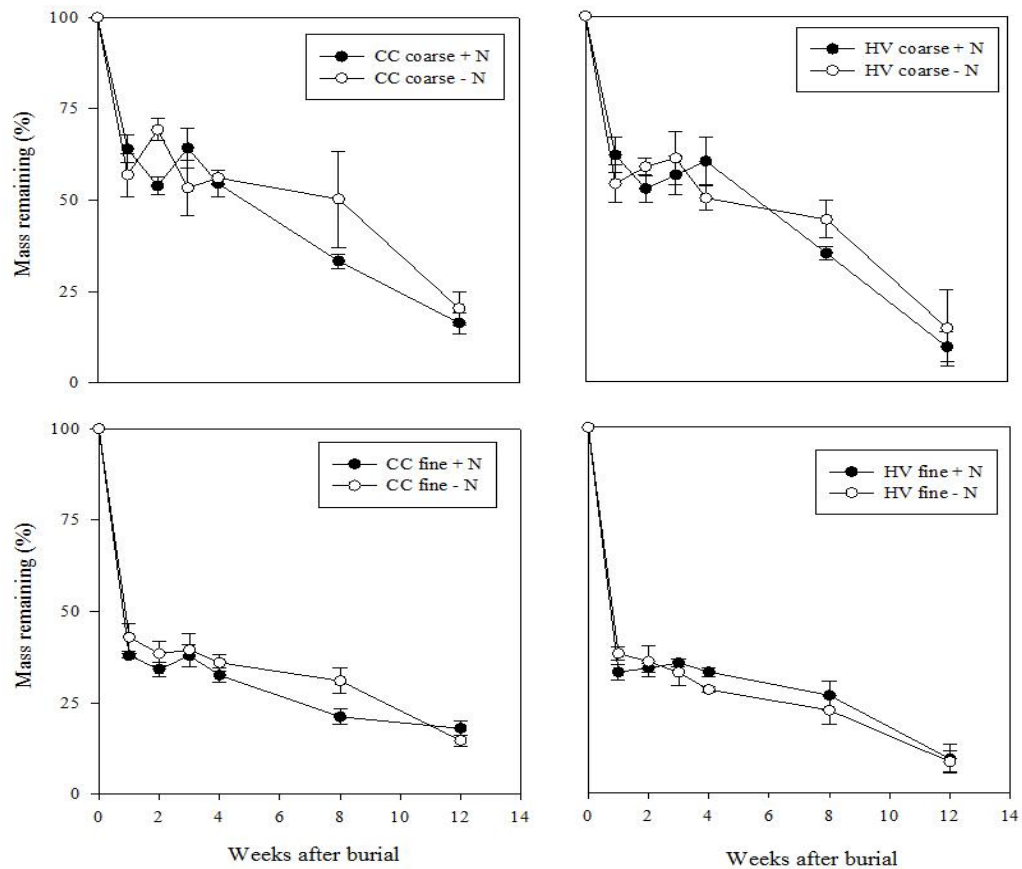 100
75
50
25
0
Mass remaining (%)
CC coarse + N
CC coarse - N
HV coarse + N
HV coarse - N
100
75
50
25
0
Mass remaining (%)
CC fine + N
CC fine - N
HV fine + N
HV fine - N
0 2 4 6 8 10 12 14
0 2 4 6 8 10 12 14
Weeks after burial
Weeks after burial